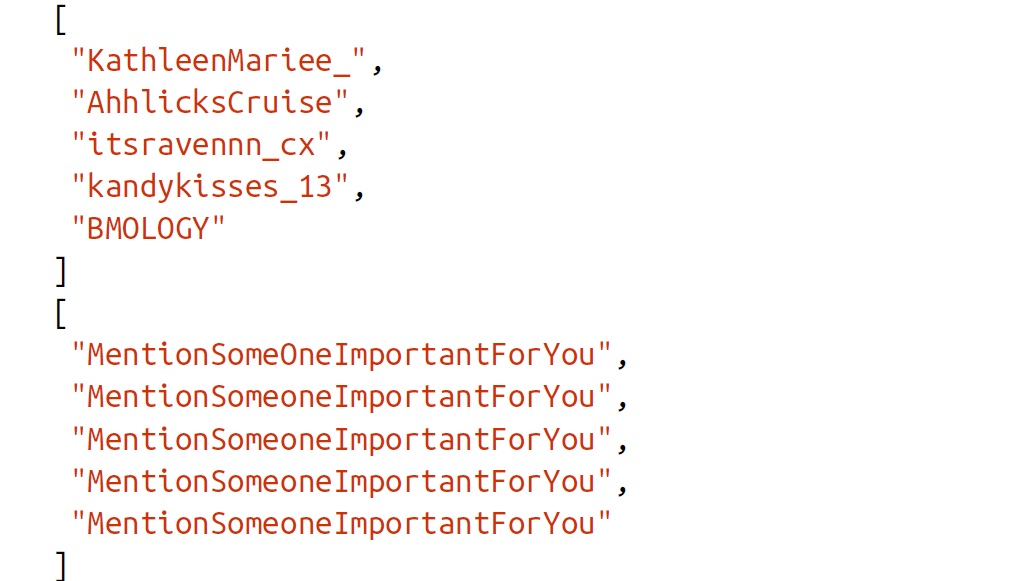 [
"KathleenMariee_",
"AhhlicksCruise",
"itsravennn_cx",
"kandykisses_13",
"BMOLOGY"
]
[
"MentionSomeOneImportantForYou",
"MentionSomeoneImportantForYou",
"MentionSomeoneImportantForYou",
"MentionSomeoneImportantForYou",
"MentionSomeoneImportantForYou"
]